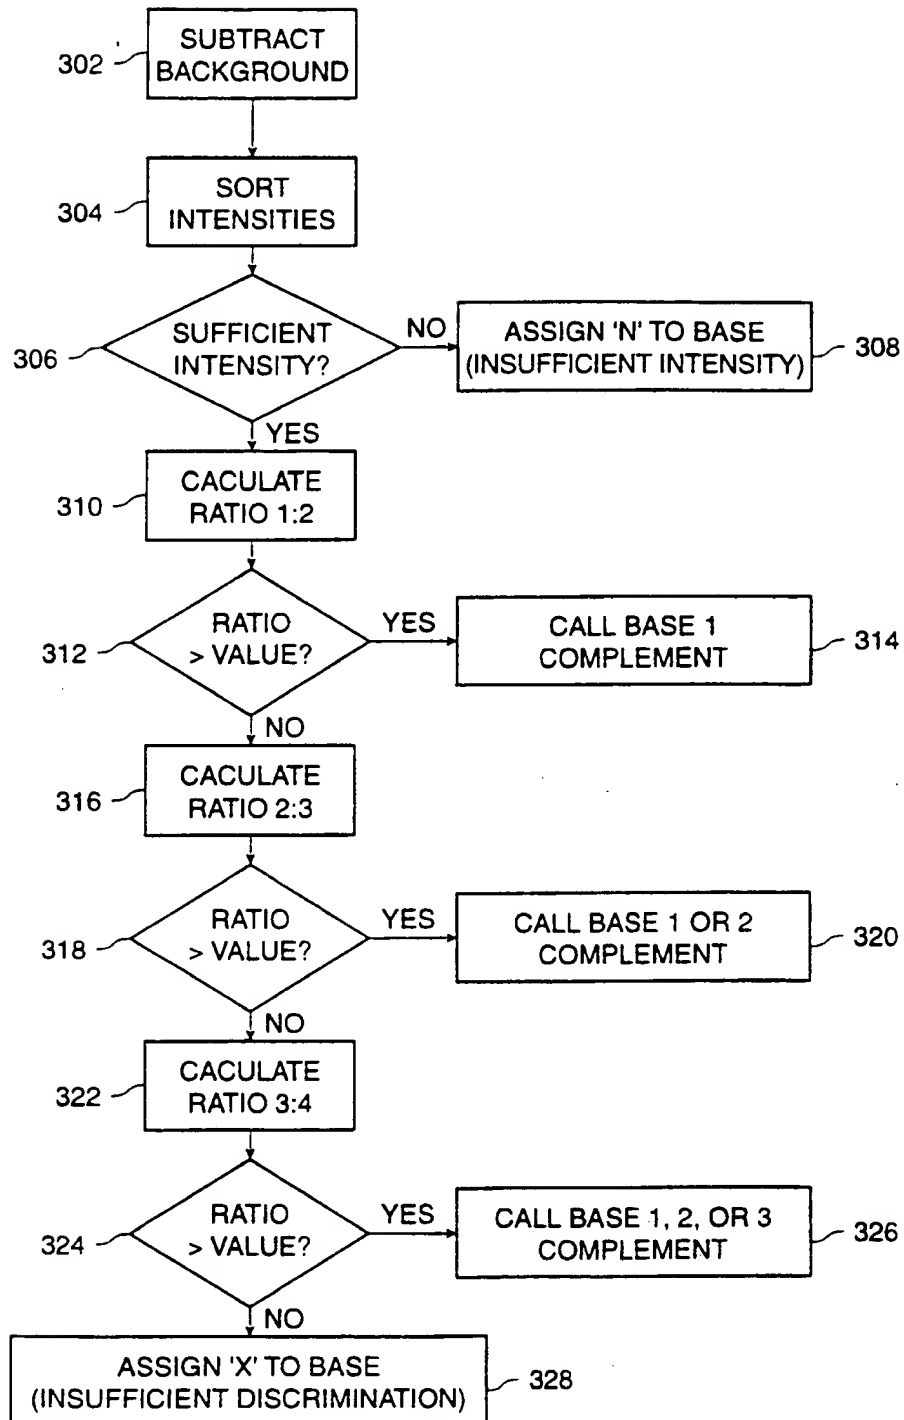 SUBTRACT
BACKGROUND
302
SORT
INTENSITIES
304
SUFFICIENT
INTENSITY?
306
NO
ASSIGN 'N' TO BASE
(INSUFFICIENT INTENSITY)
308
YES
CACULATE
RATIO 1:2
310
RATIO
> VALUE?
312
YES
CALL BASE 1
COMPLEMENT
314
NO
CACULATE
RATIO 2:3
316
RATIO
> VALUE?
318
YES
CALL BASE 1 OR 2
COMPLEMENT
320
NO
CACULATE
RATIO 3:4
322
RATIO
> VALUE?
324
YES
CALL BASE 1, 2, OR 3
COMPLEMENT
326
NO
ASSIGN 'X' TO BASE
(INSUFFICIENT DISCRIMINATION)
328